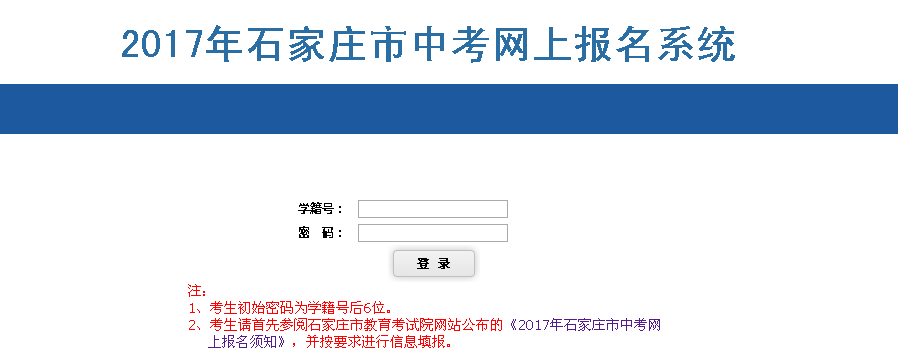 2017年石家庄市中考网上报名系统
学籍号：
密 码：
登 录
注：
1、考生初始密码为学籍号后6位。
2、考生请首先参阅石家庄市教育考试院网站公布的《2017年石家庄市中考网
上报名须知》，并按要求进行信息填报。